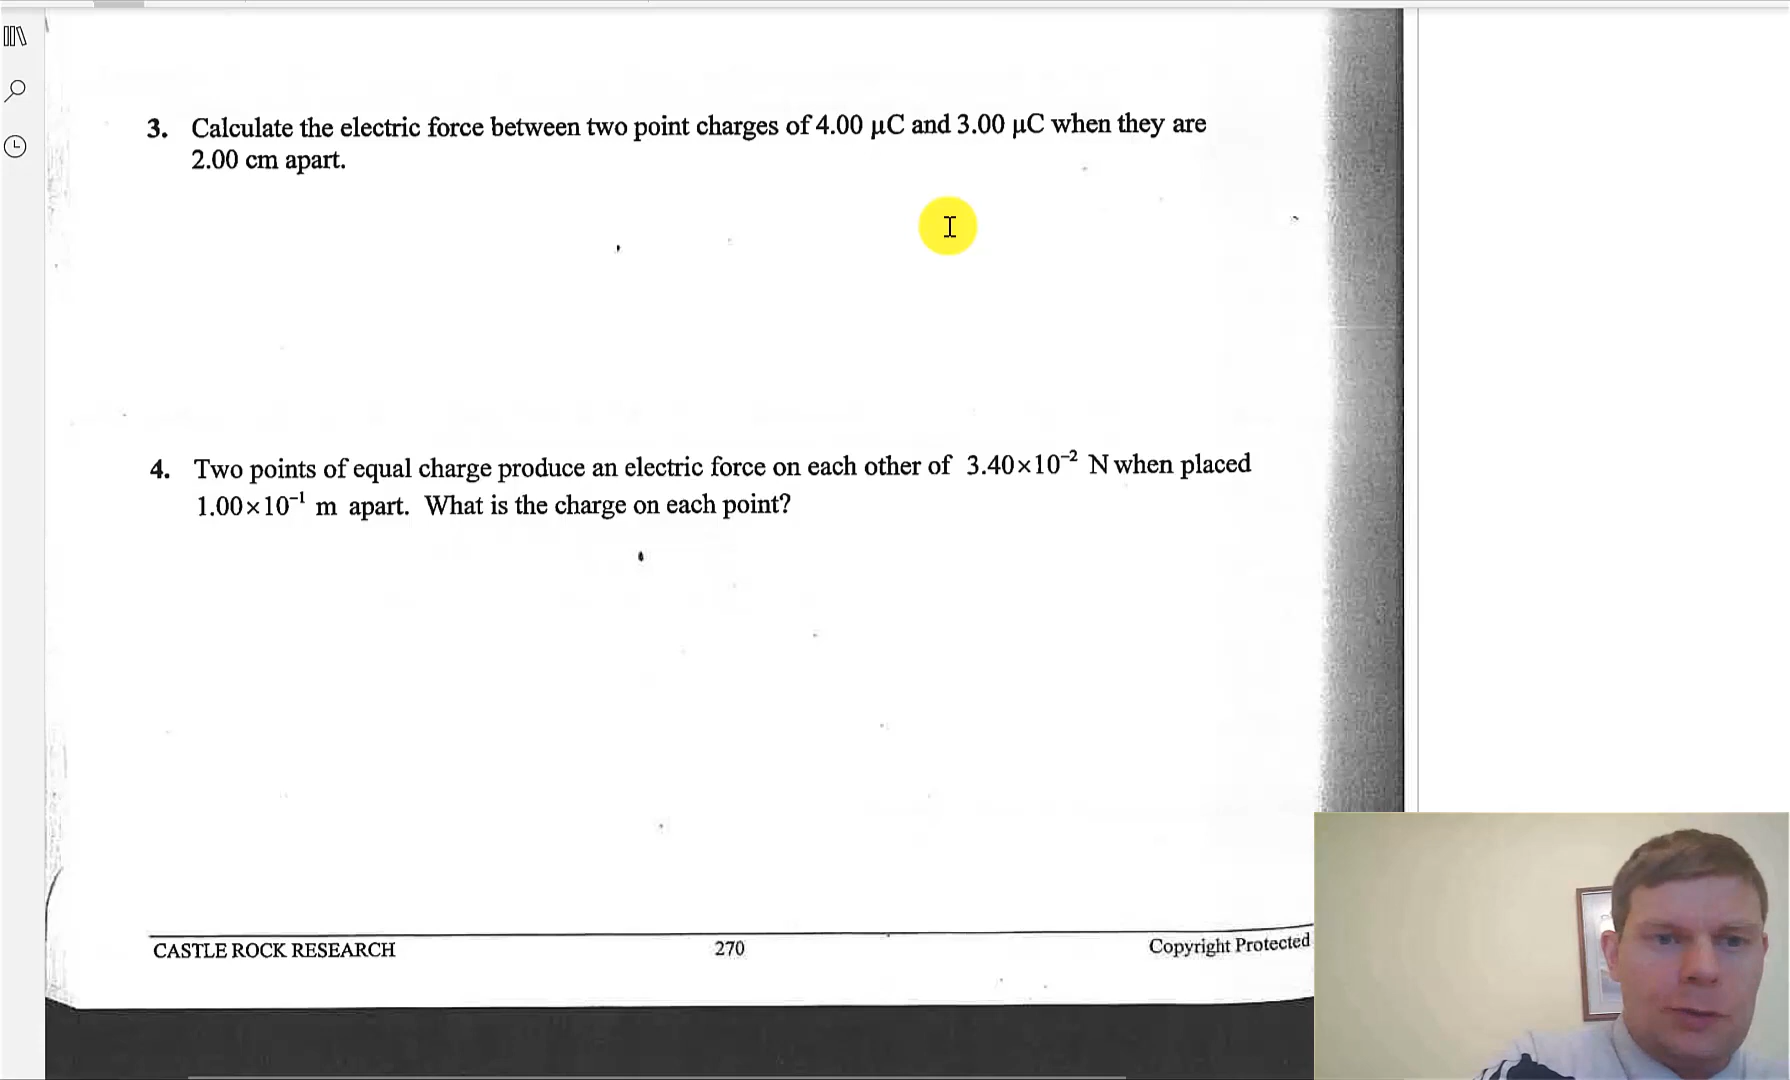 3. Calculate the electric force between two point charges of 4.00 μC and 3.00 μC when they are
2.00 cm apart.
4. Two points of equal charge produce an electric force on each other of 3.40×10⁻² N when placed
1.00×10⁻¹ m apart. What is the charge on each point?
CASTLE ROCK RESEARCH 270 Copyright Protected